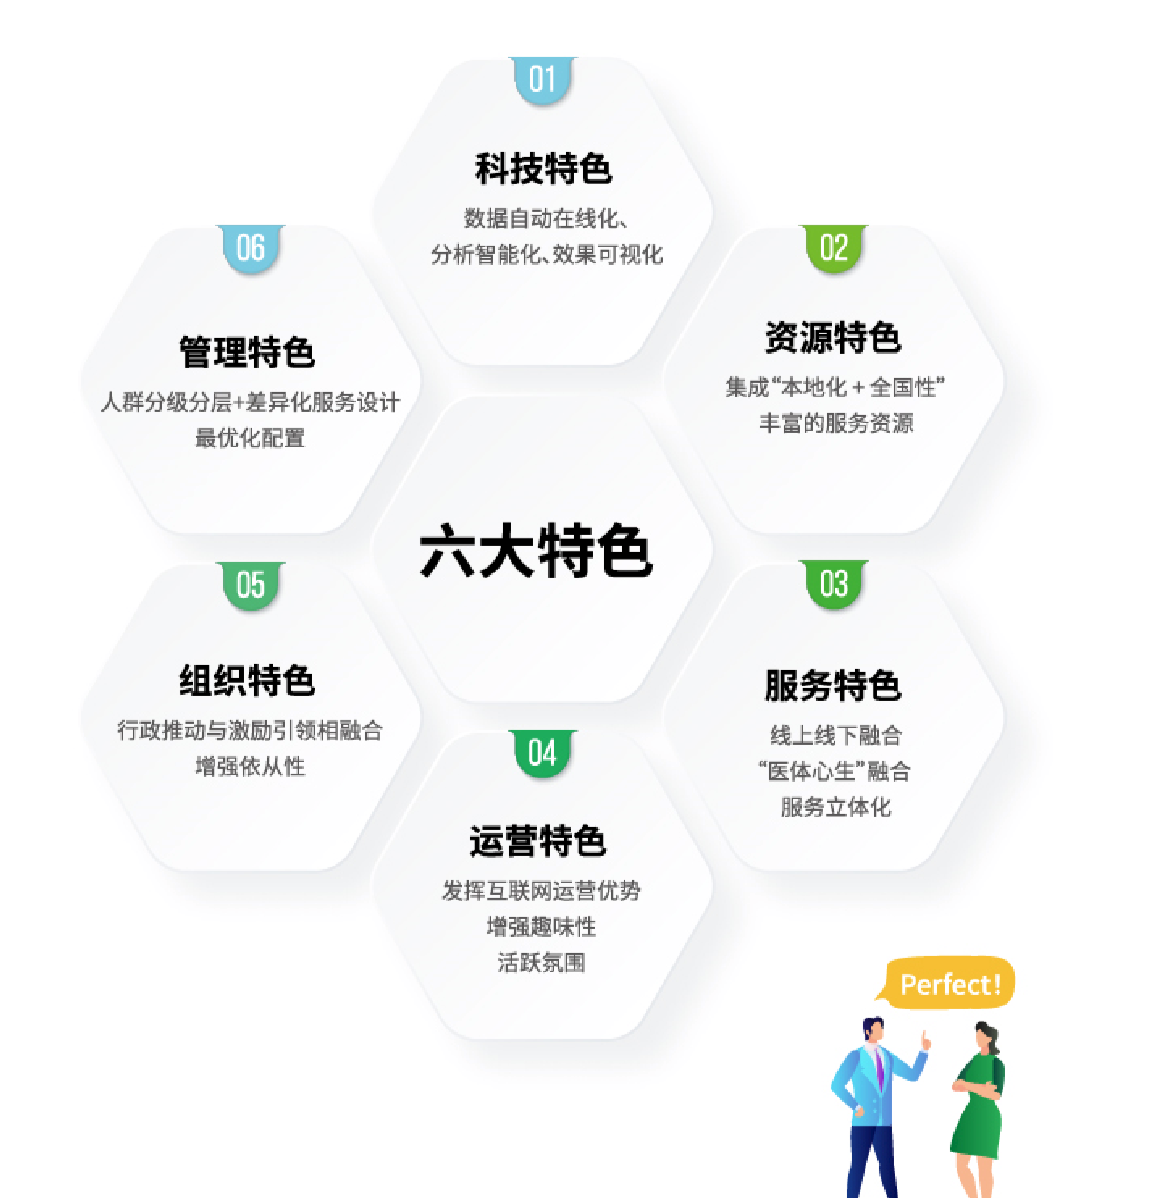 01
科技特色
数据自动在线化、
分析智能化、效果可视化
02
资源特色
集成“本地化 + 全国性”
丰富的服务资源
03
服务特色
线上线下融合
“医体心生”融合
服务立体化
04
运营特色
发挥互联网运营优势
增强趣味性
活跃氛围
05
组织特色
行政推动与激励引领相融合
增强依从性
06
管理特色
人群分级分层+差异化服务设计
最优化配置
六大特色
Perfect!